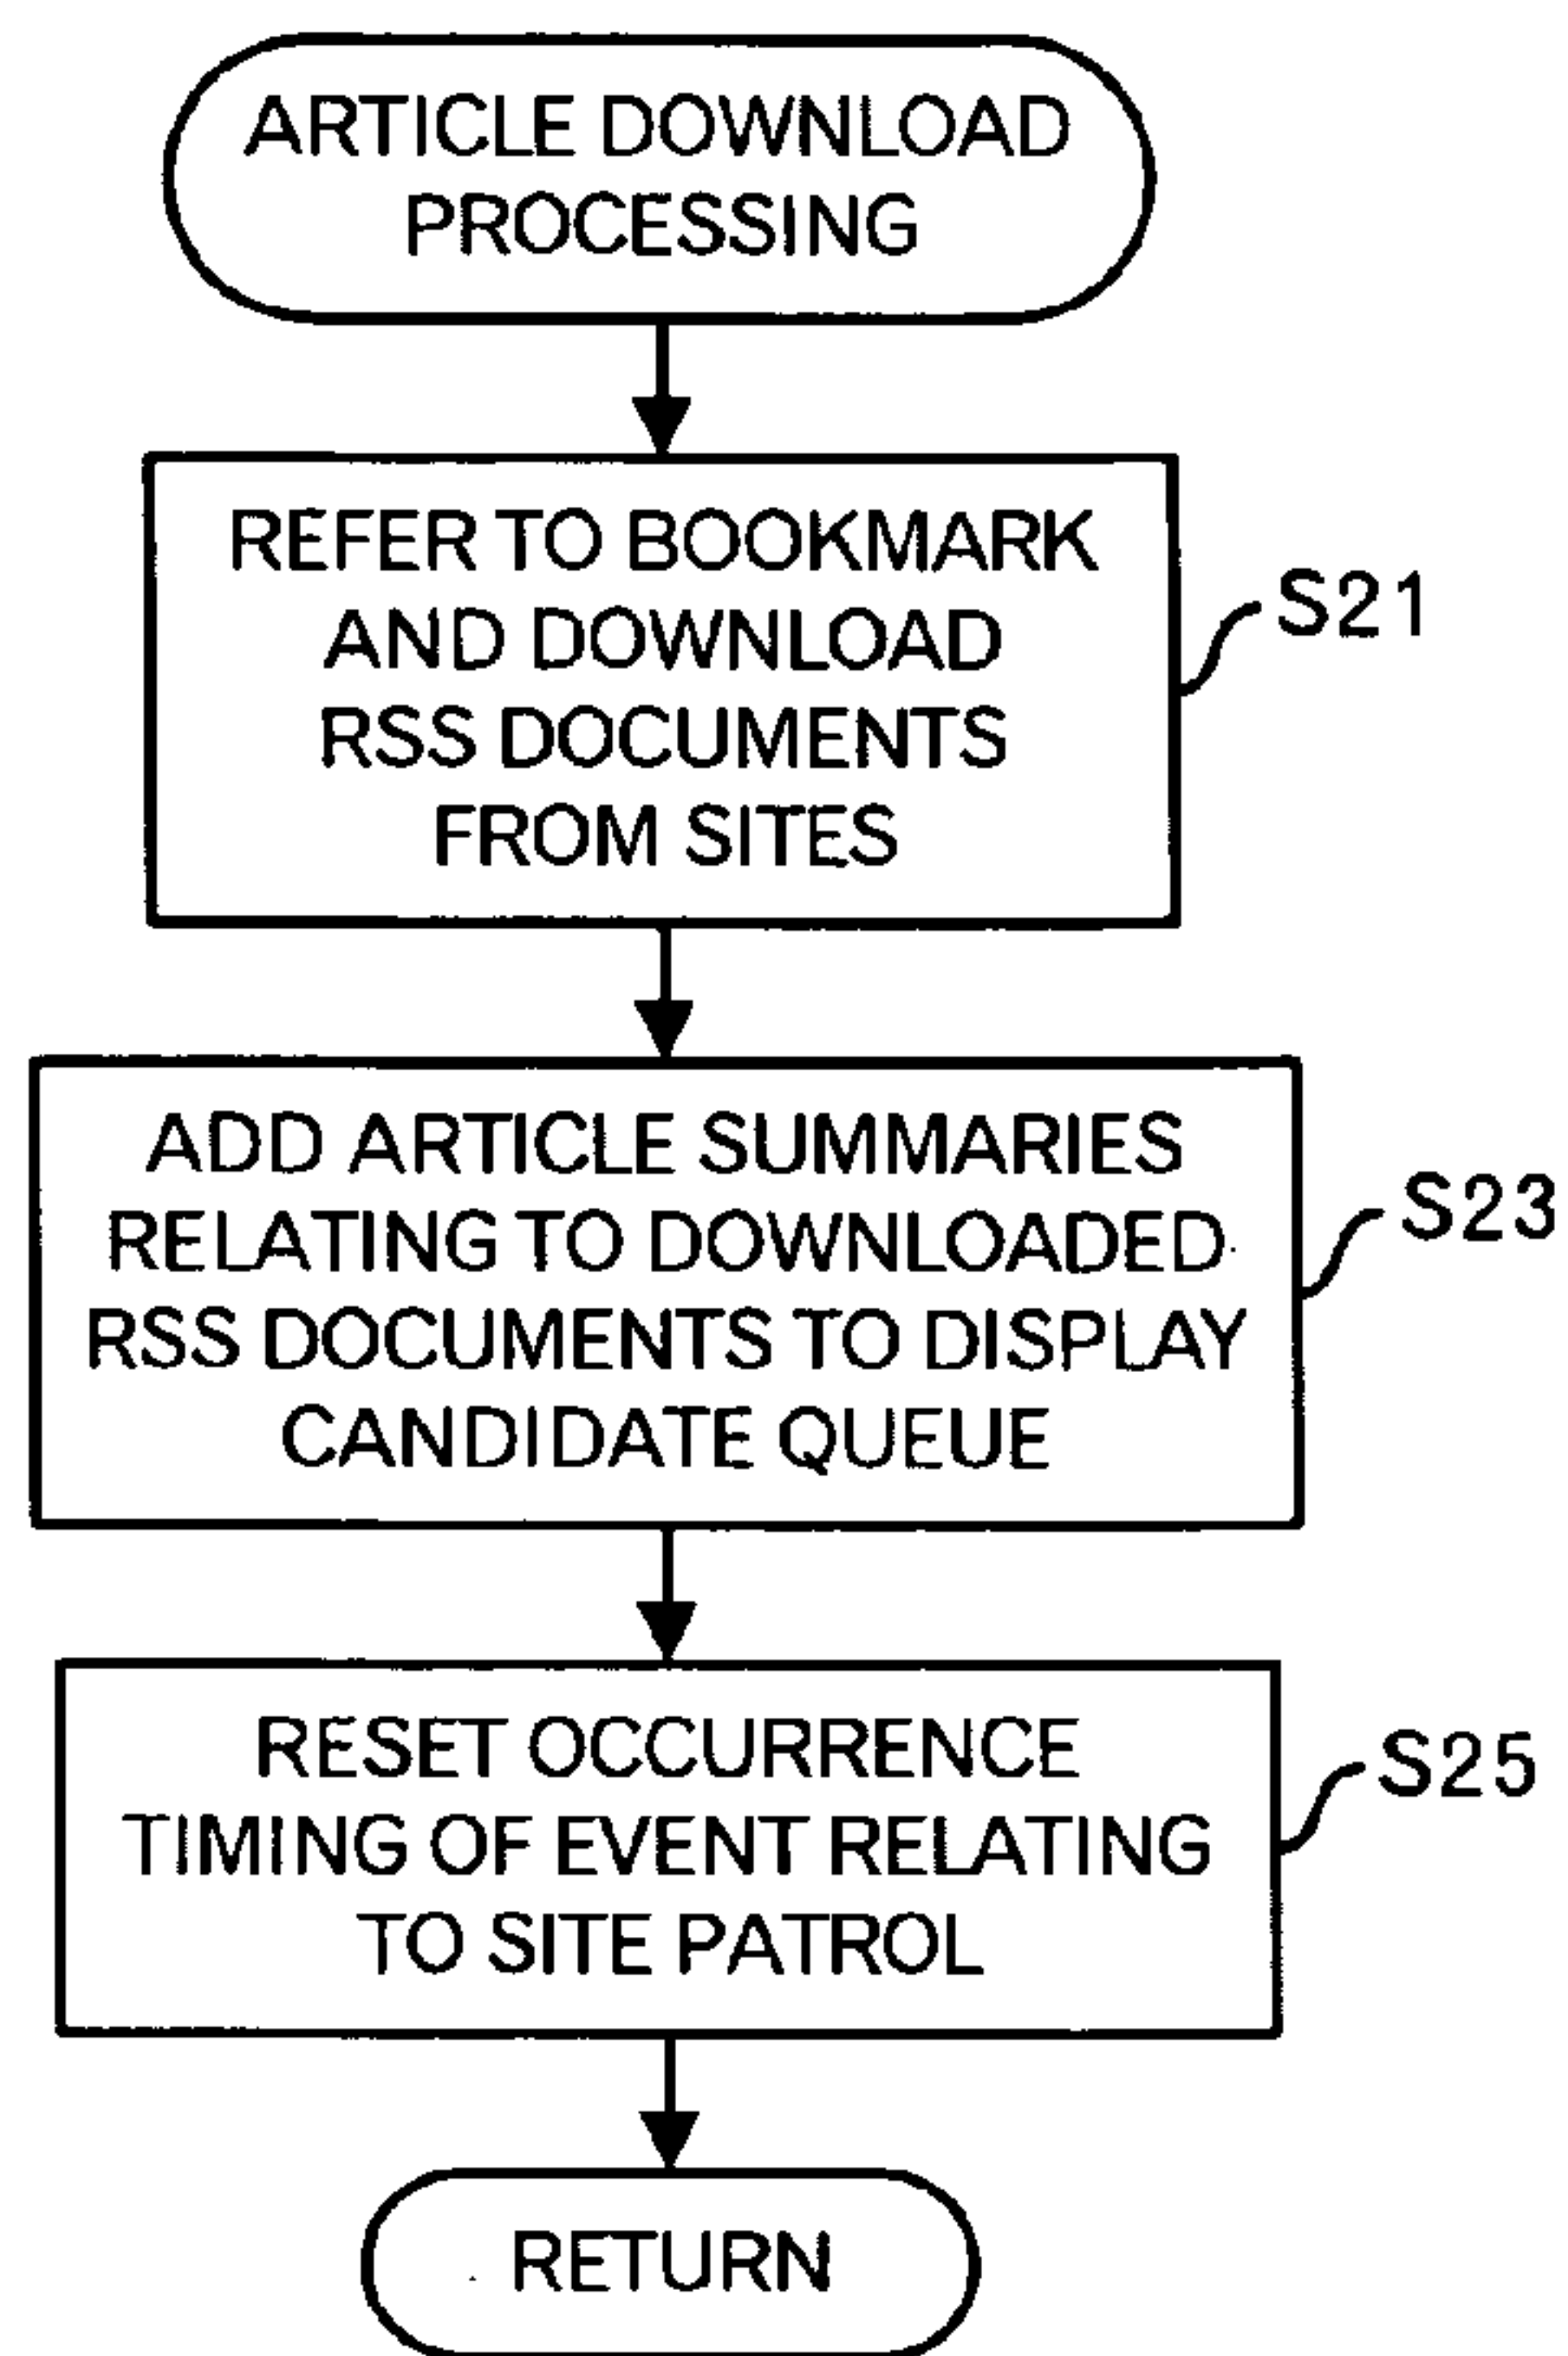 ARTICLE DOWNLOAD
PROCESSING
REFER TO BOOKMARK
AND DOWNLOAD
RSS DOCUMENTS
FROM SITES
S21
ADD ARTICLE SUMMARIES
RELATING TO DOWNLOADED
RSS DOCUMENTS TO DISPLAY
CANDIDATE QUEUE
S23
RESET OCCURRENCE
TIMING OF EVENT RELATING
TO SITE PATROL
S25
RETURN